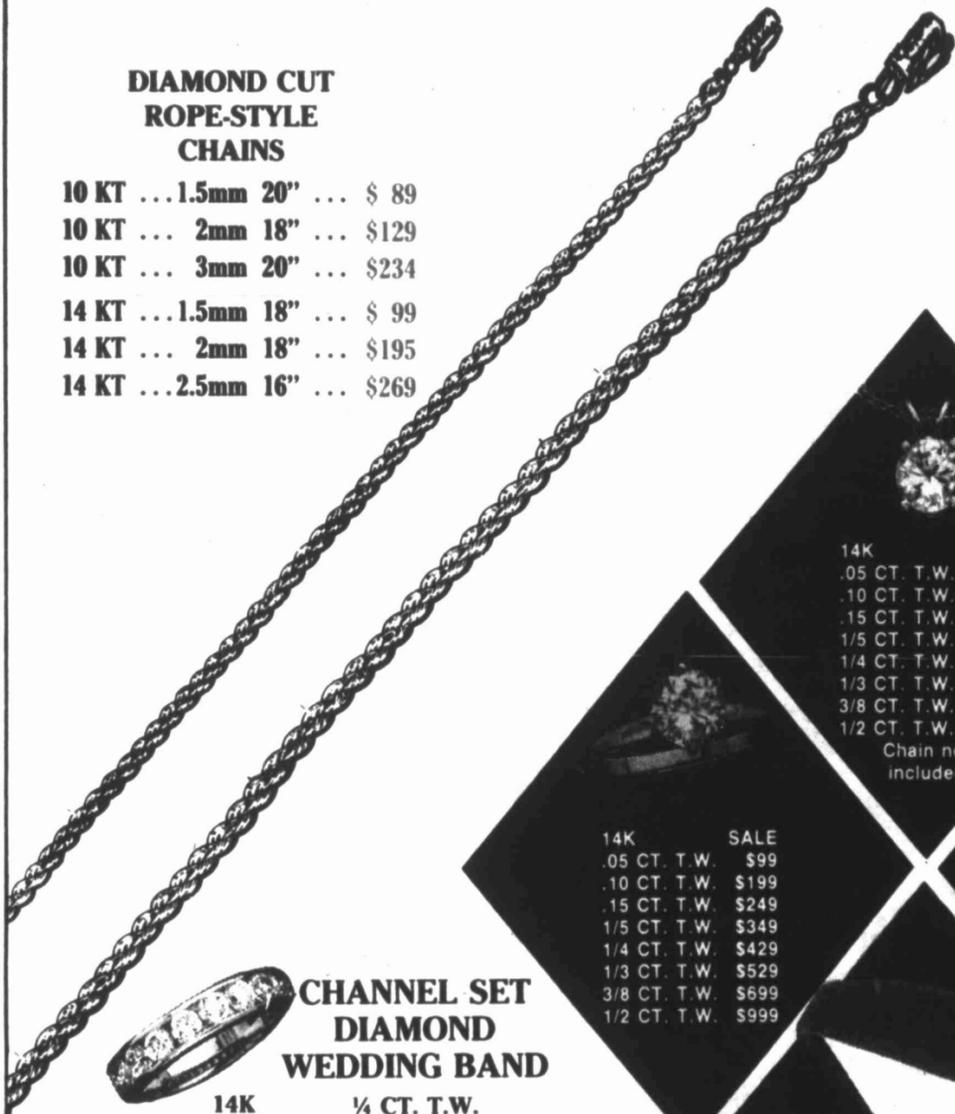 DIAMOND CUT
ROPE-STYLE
CHAINS
10 KT ... 1.5mm 20” ... $ 89
10 KT ... 2mm 18” ... $129
10 KT ... 3mm 20” ... $234
14 KT ... 1.5mm 18” ... $ 99
14 KT ... 2mm 18” ... $195
14 KT ... 2.5mm 16” ... $269
14K
.05 CT. T.W.
.10 CT. T.W.
.15 CT. T.W.
1/5 CT. T.W.
1/4 CT. T.W.
1/3 CT. T.W.
3/8 CT. T.W.
1/2 CT. T.W.
Chain
14K SALE
.05 CT. T.W. $99
.10 CT. T.W. $199
.15 CT. T.W. $249
1/5 CT. T.W. $349
1/4 CT. T.W. $429
1/3 CT. T.W. $529
3/8 CT. T.W. $699
1/2 CT. T.W. $999
CHANNEL SET
DIAMOND
WEDDING BAND
14K ¼ CT. T.W.